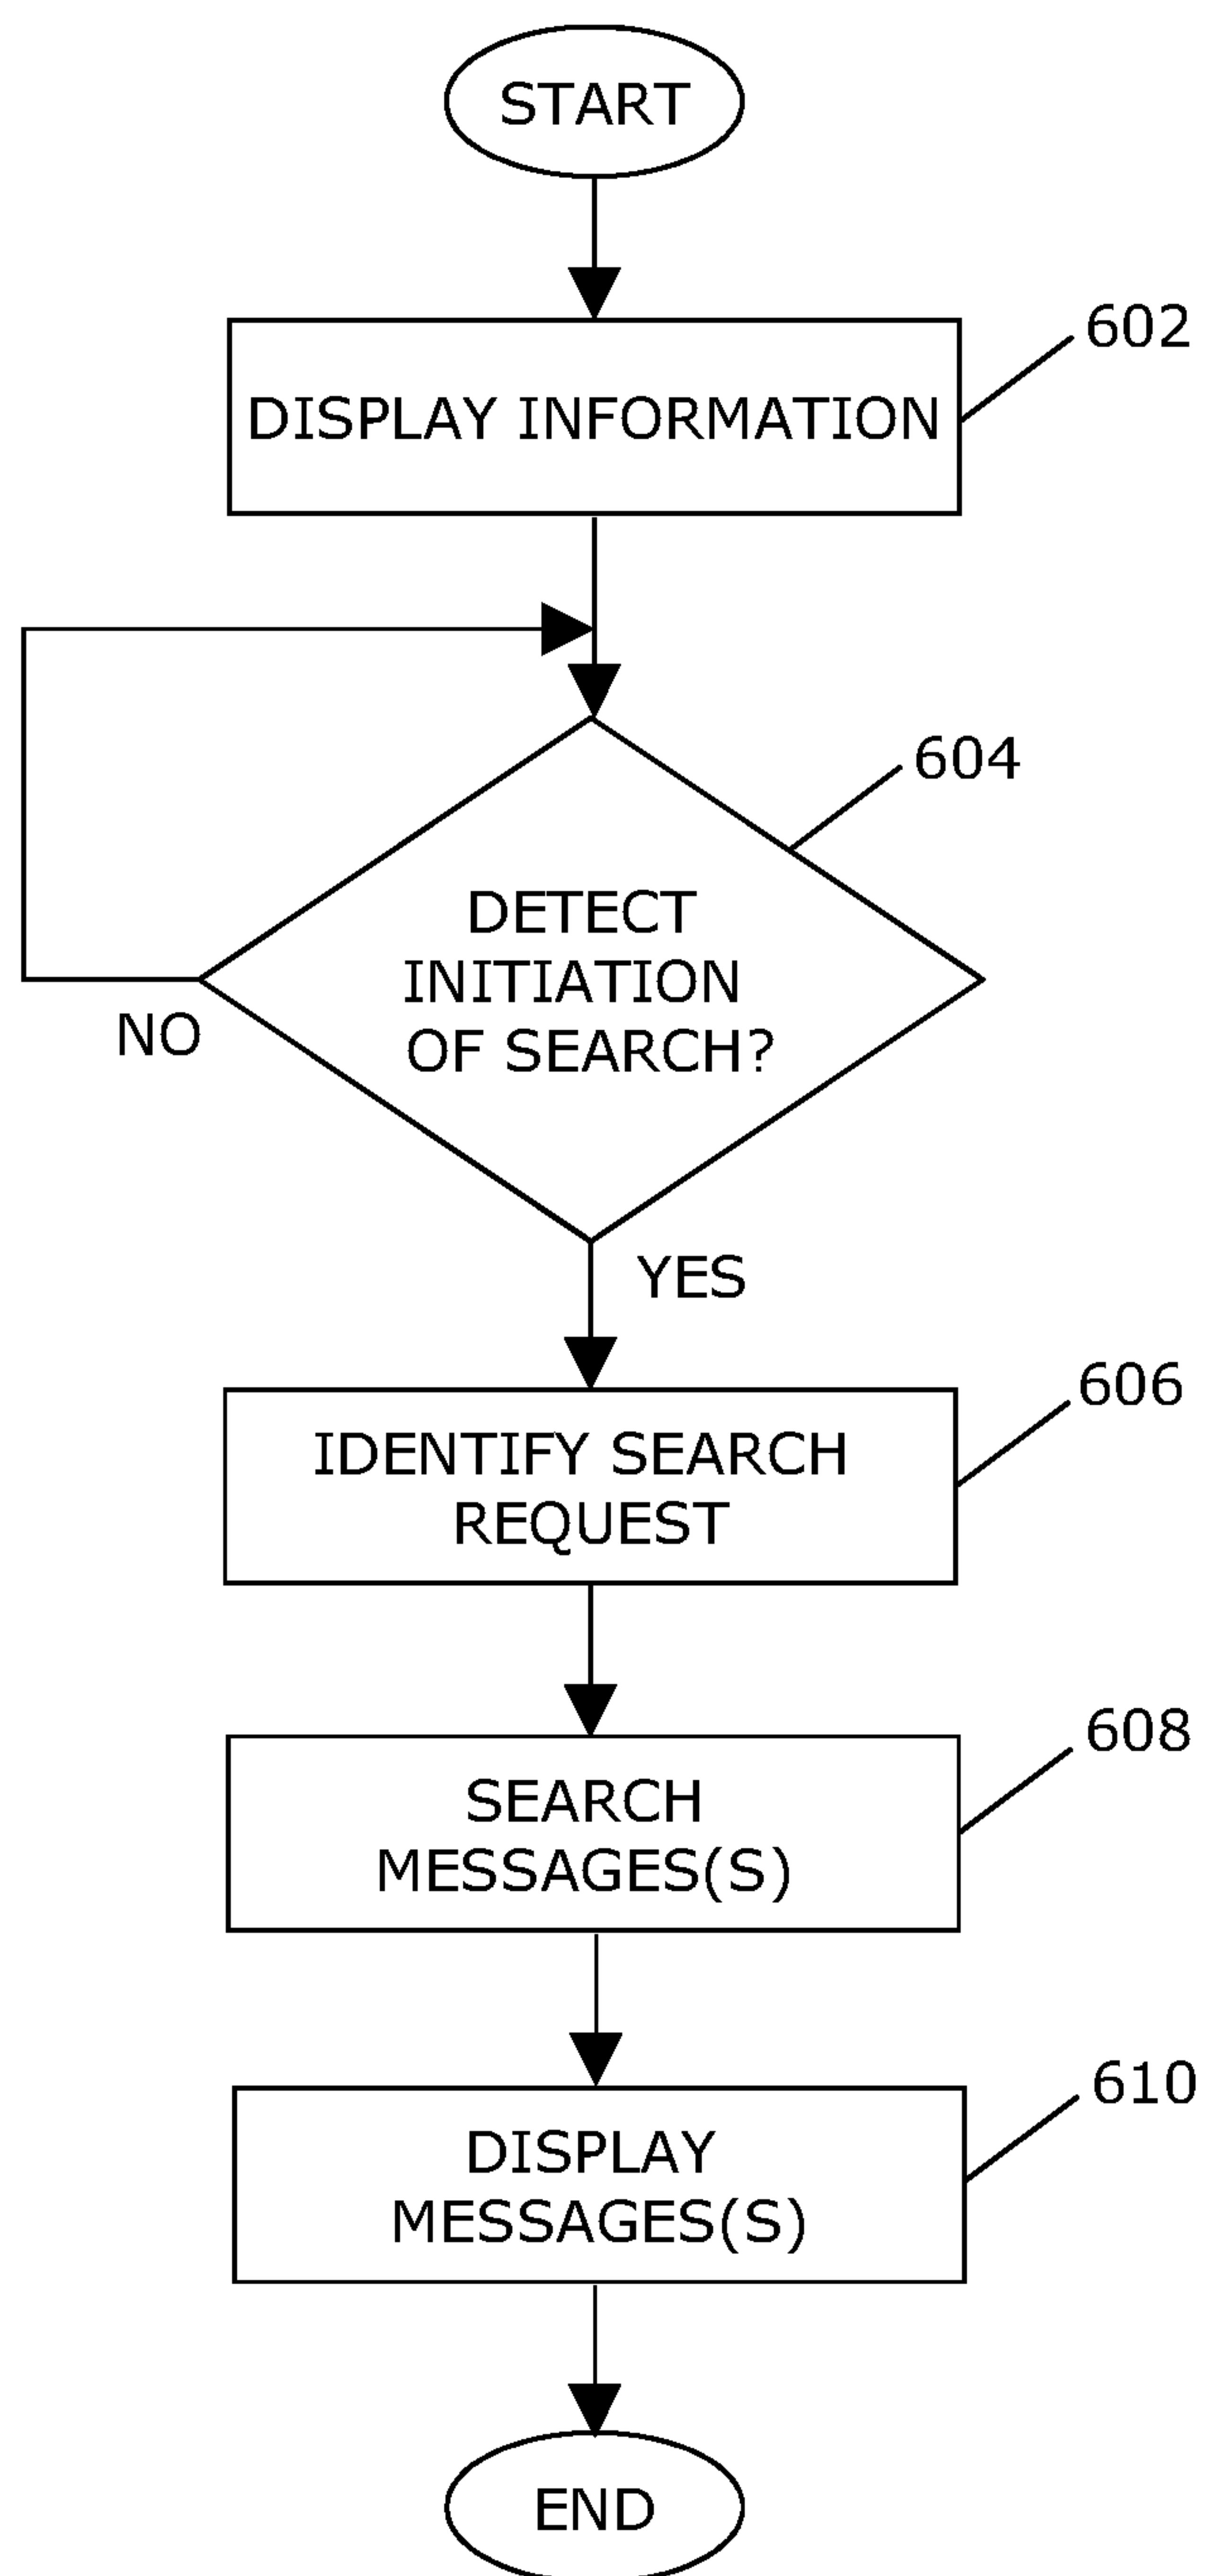 START
602
DISPLAY INFORMATION
604
DETECT
INITIATION
OF SEARCH?
NO
YES
606
IDENTIFY SEARCH
REQUEST
608
SEARCH
MESSAGES(S)
610
DISPLAY
MESSAGES(S)
END